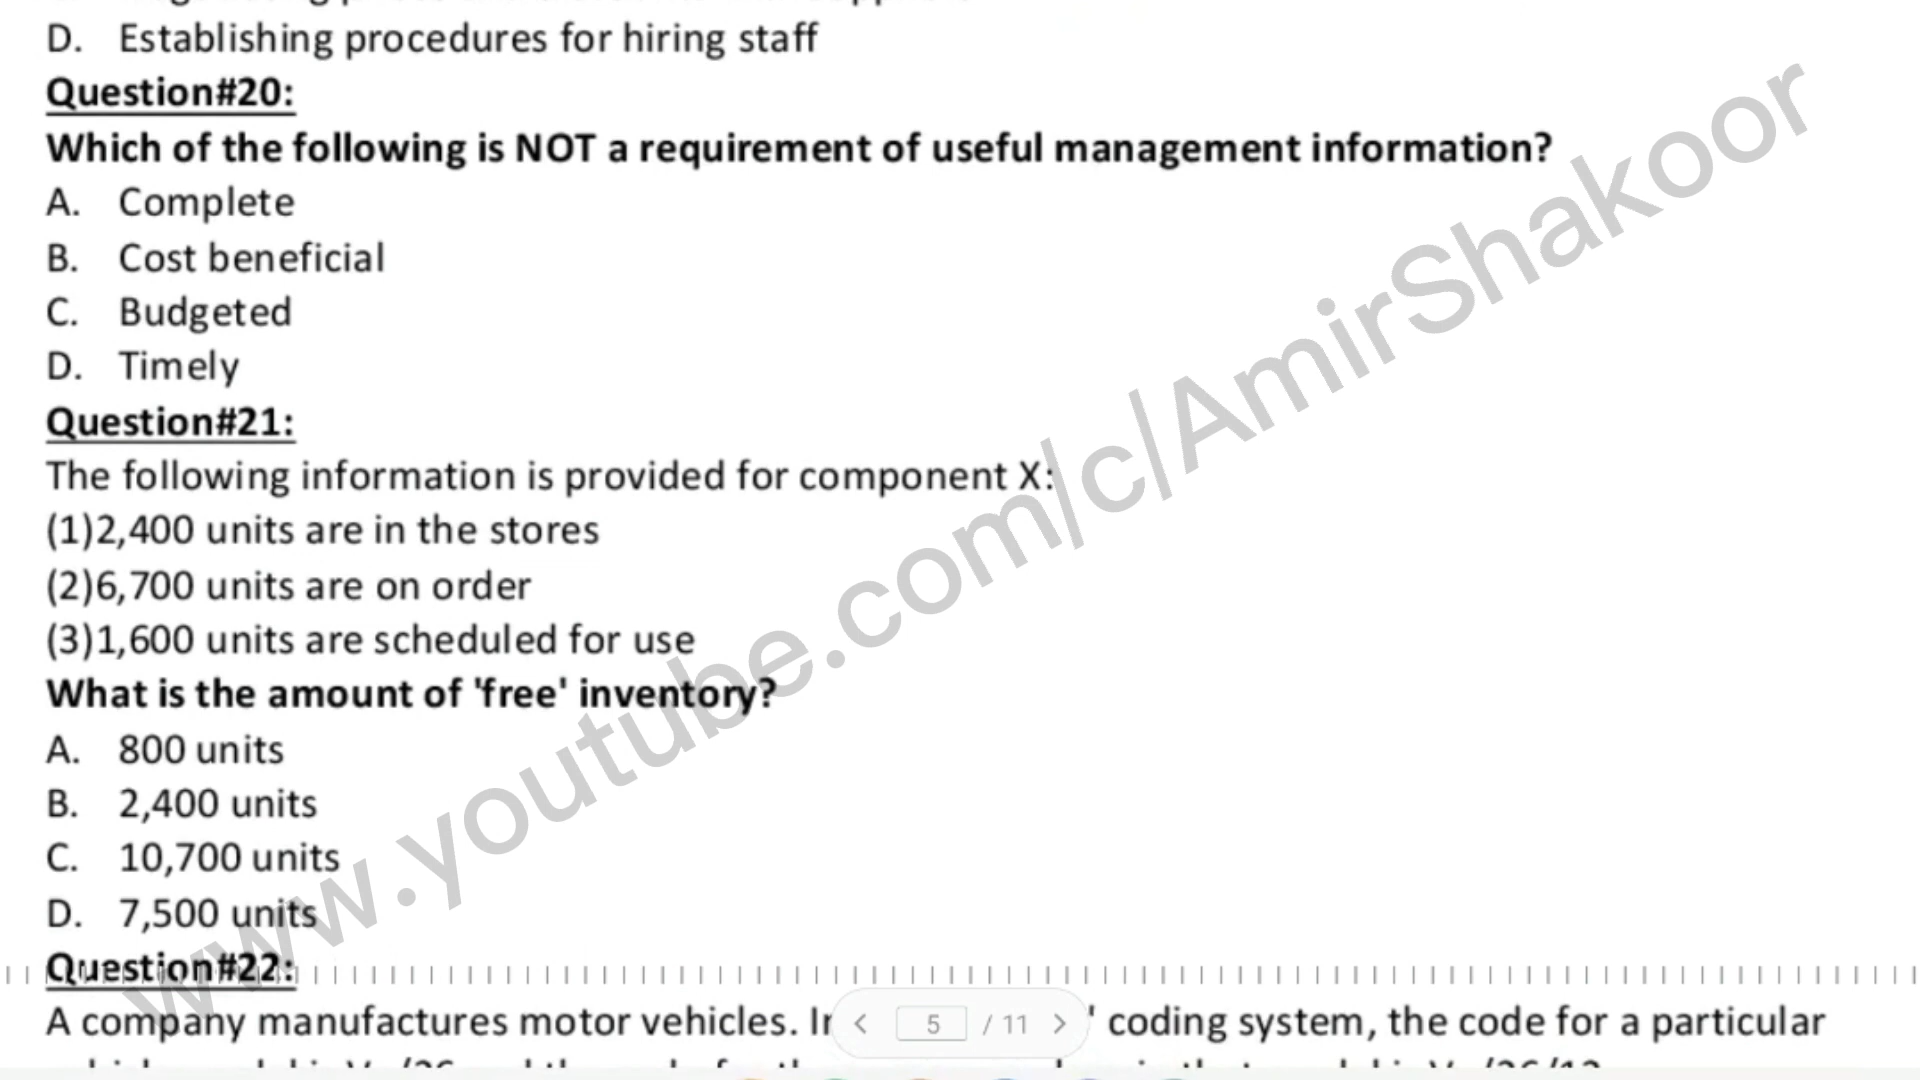 D. Establishing procedures for hiring staff
Question#20:
Which of the following is NOT a requirement of useful management information?
A. Complete
B. Cost beneficial
C. Budgeted
D. Timely
Question#21:
The following information is provided for component X:
(1)2,400 units are in the stores
(2)6,700 units are on order
(3)1,600 units are scheduled for use
What is the amount of 'free' inventory?
A. 800 units
B. 2,400 units
C. 10,700 units
D. 7,500 units
Question#22:
A company manufactures motor vehicles. ' coding system, the code for a particular
< 5 / 11 >
www.youtube.com/c/AmirShakoor